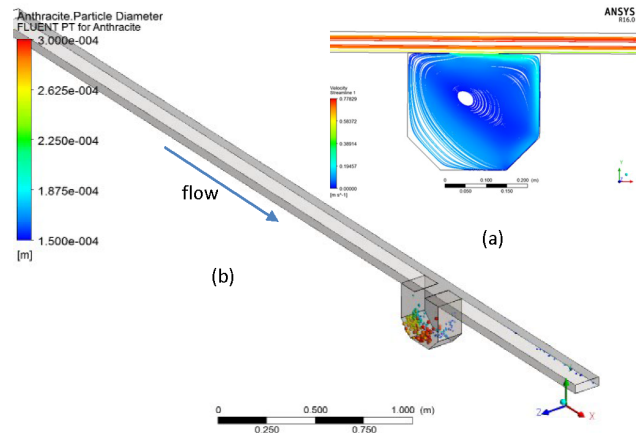 Anthracite.Particle Diameter
FLUENT PT for Anthracite
3.000e-004
2.625e-004
2.250e-004
1.875e-004
1.500e-004
[m]
ANSYS
R16.0
Velocity
Streamline 1
0.77829
0.58372
0.38914
0.19457
0.00000
[m s^-1]
0 0.100 0.200 (m)
0.050 0.150
Y
Z X
(a)
flow
(b)
0 0.500 1.000 (m)
0.250 0.750
Z X